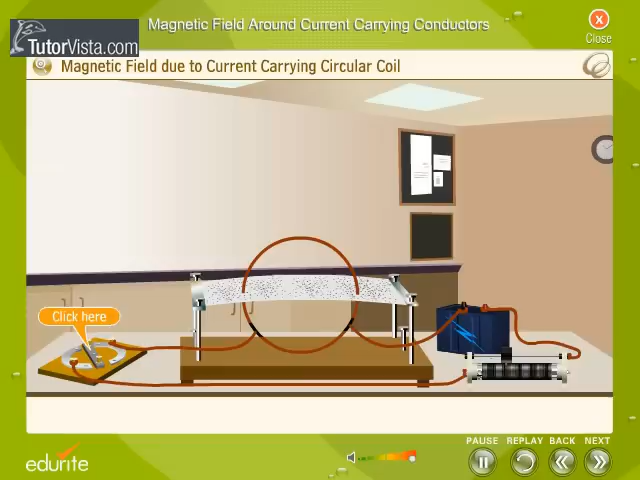 Magnetic Field Around Current Carrying Conductors
Close
TutorVista.com
Magnetic Field due to Current Carrying Circular Coil
Click here
PAUSE REPLAY BACK NEXT
edurite